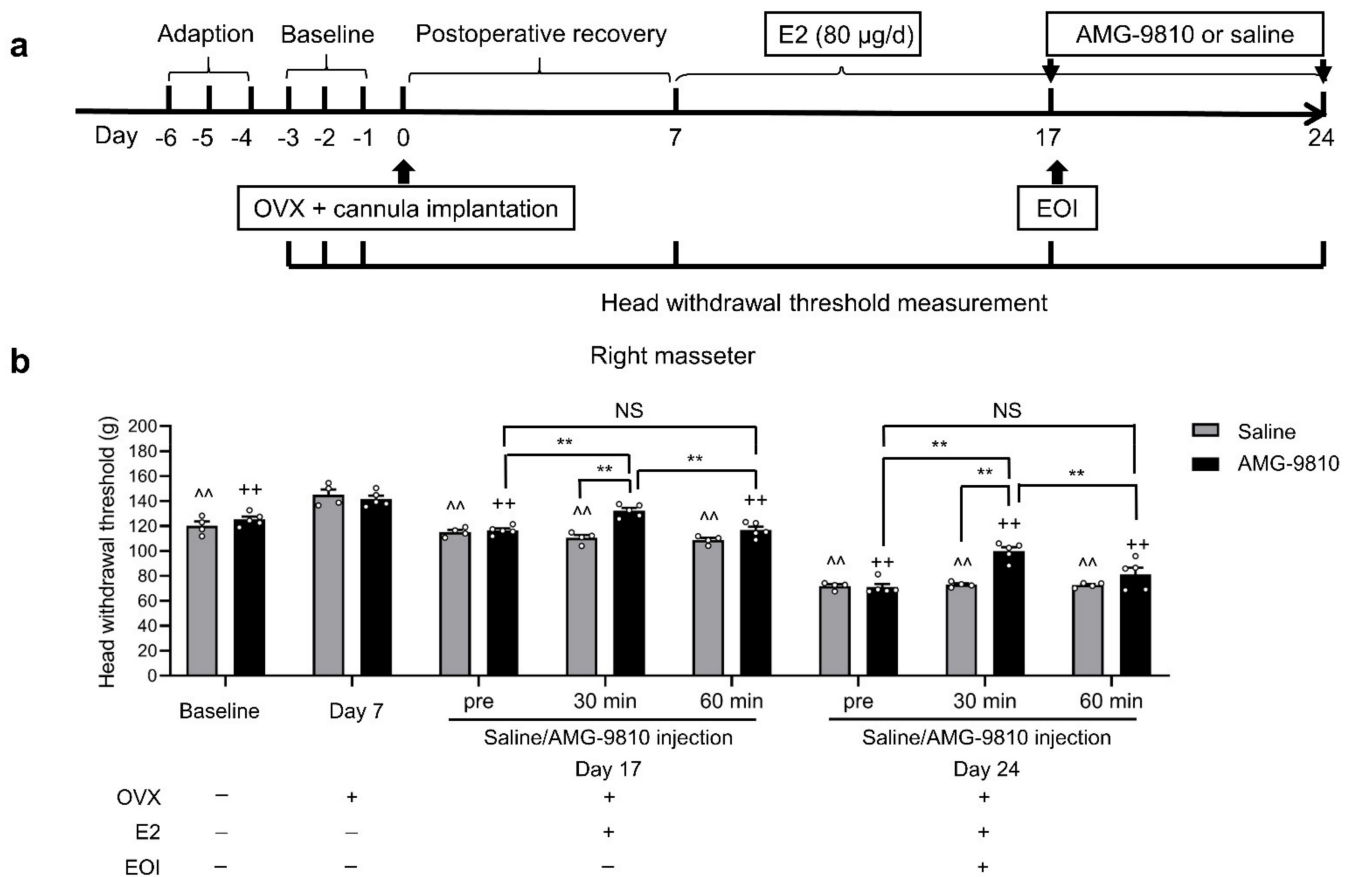 a
Adaption Baseline Postoperative recovery E2 (80 µg/d) AMG-9810 or saline
Day -6 -5 -4 -3 -2 -1 0 7 17 24
OVX + cannula implantation EOI
Head withdrawal threshold measurement
b
Right masseter
Head withdrawal threshold (g)
200
180
160
140
120
100
80
60
40
20
0
^^ ++ ^^ ++ ^^ ** ** ** NS ^^ ++
^^ ++ ^^ ** ** ** ++ NS ^^ ++
Saline
AMG-9810
Baseline Day 7 pre 30 min 60 min pre 30 min 60 min
Saline/AMG-9810 injection Saline/AMG-9810 injection
Day 17 Day 24
OVX − + + +
E2 − − + +
EOI − − − +